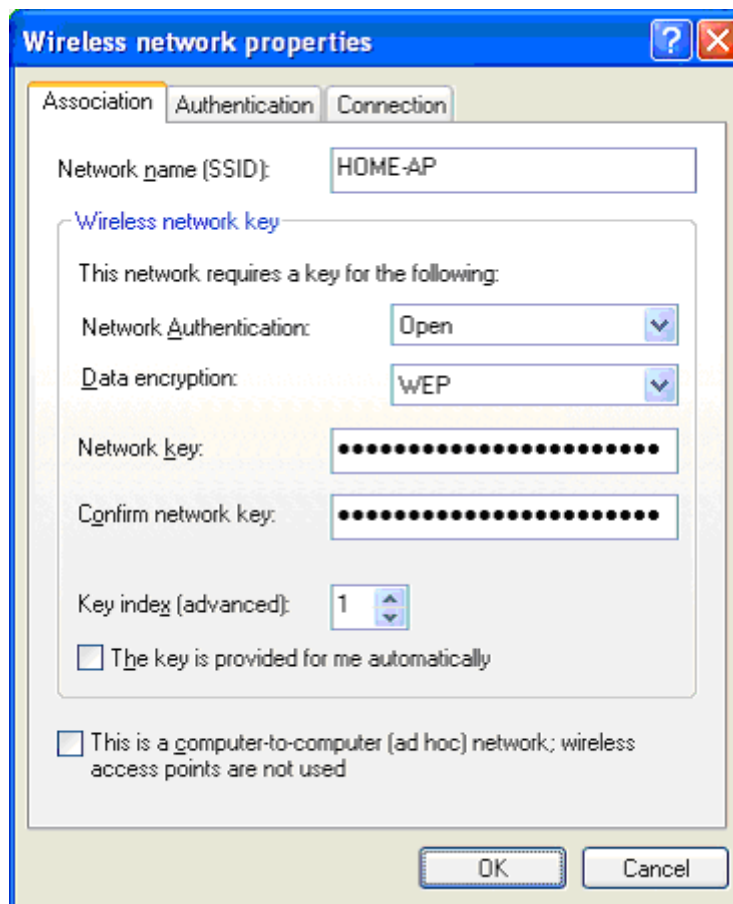 Wireless network properties
Association Authentication Connection
Network name (SSID): HOME-AP
Wireless network key
This network requires a key for the following:
Network Authentication: Open
Data encryption: WEP
Network key: •••••••••••••••••••••••
Confirm network key: •••••••••••••••••••••••
Key index (advanced): 1
The key is provided for me automatically
This is a computer-to-computer (ad hoc) network; wireless
access points are not used
OK Cancel